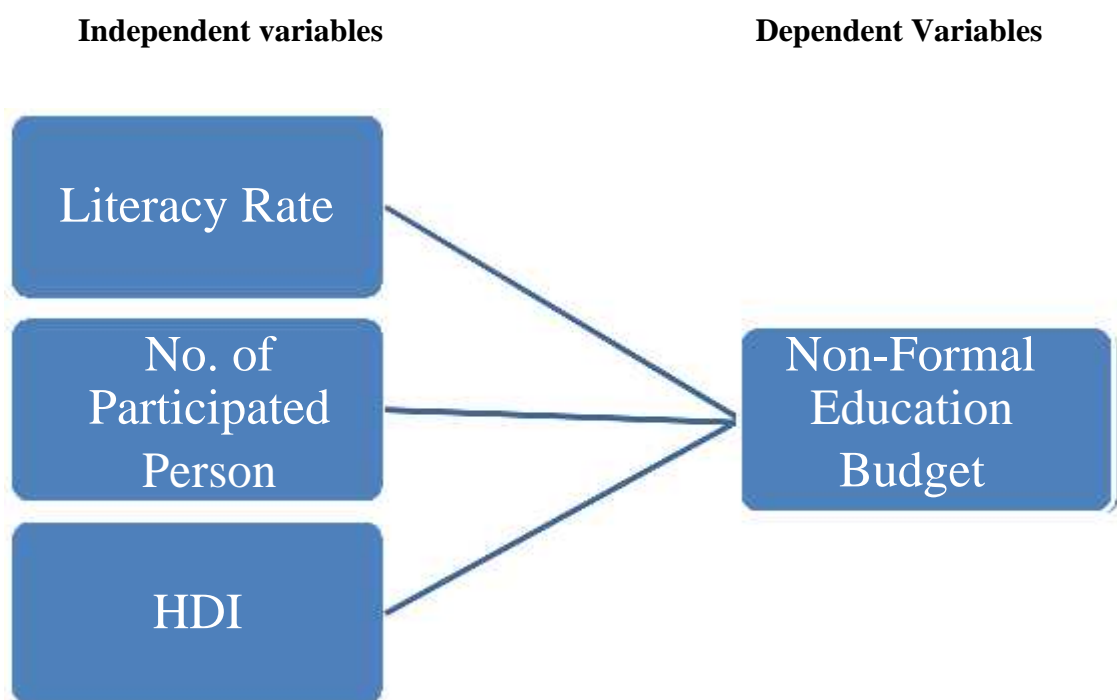 Independent variables
Dependent Variables
Literacy Rate
No. of
Participated
Person
HDI
Non-Formal
Education
Budget